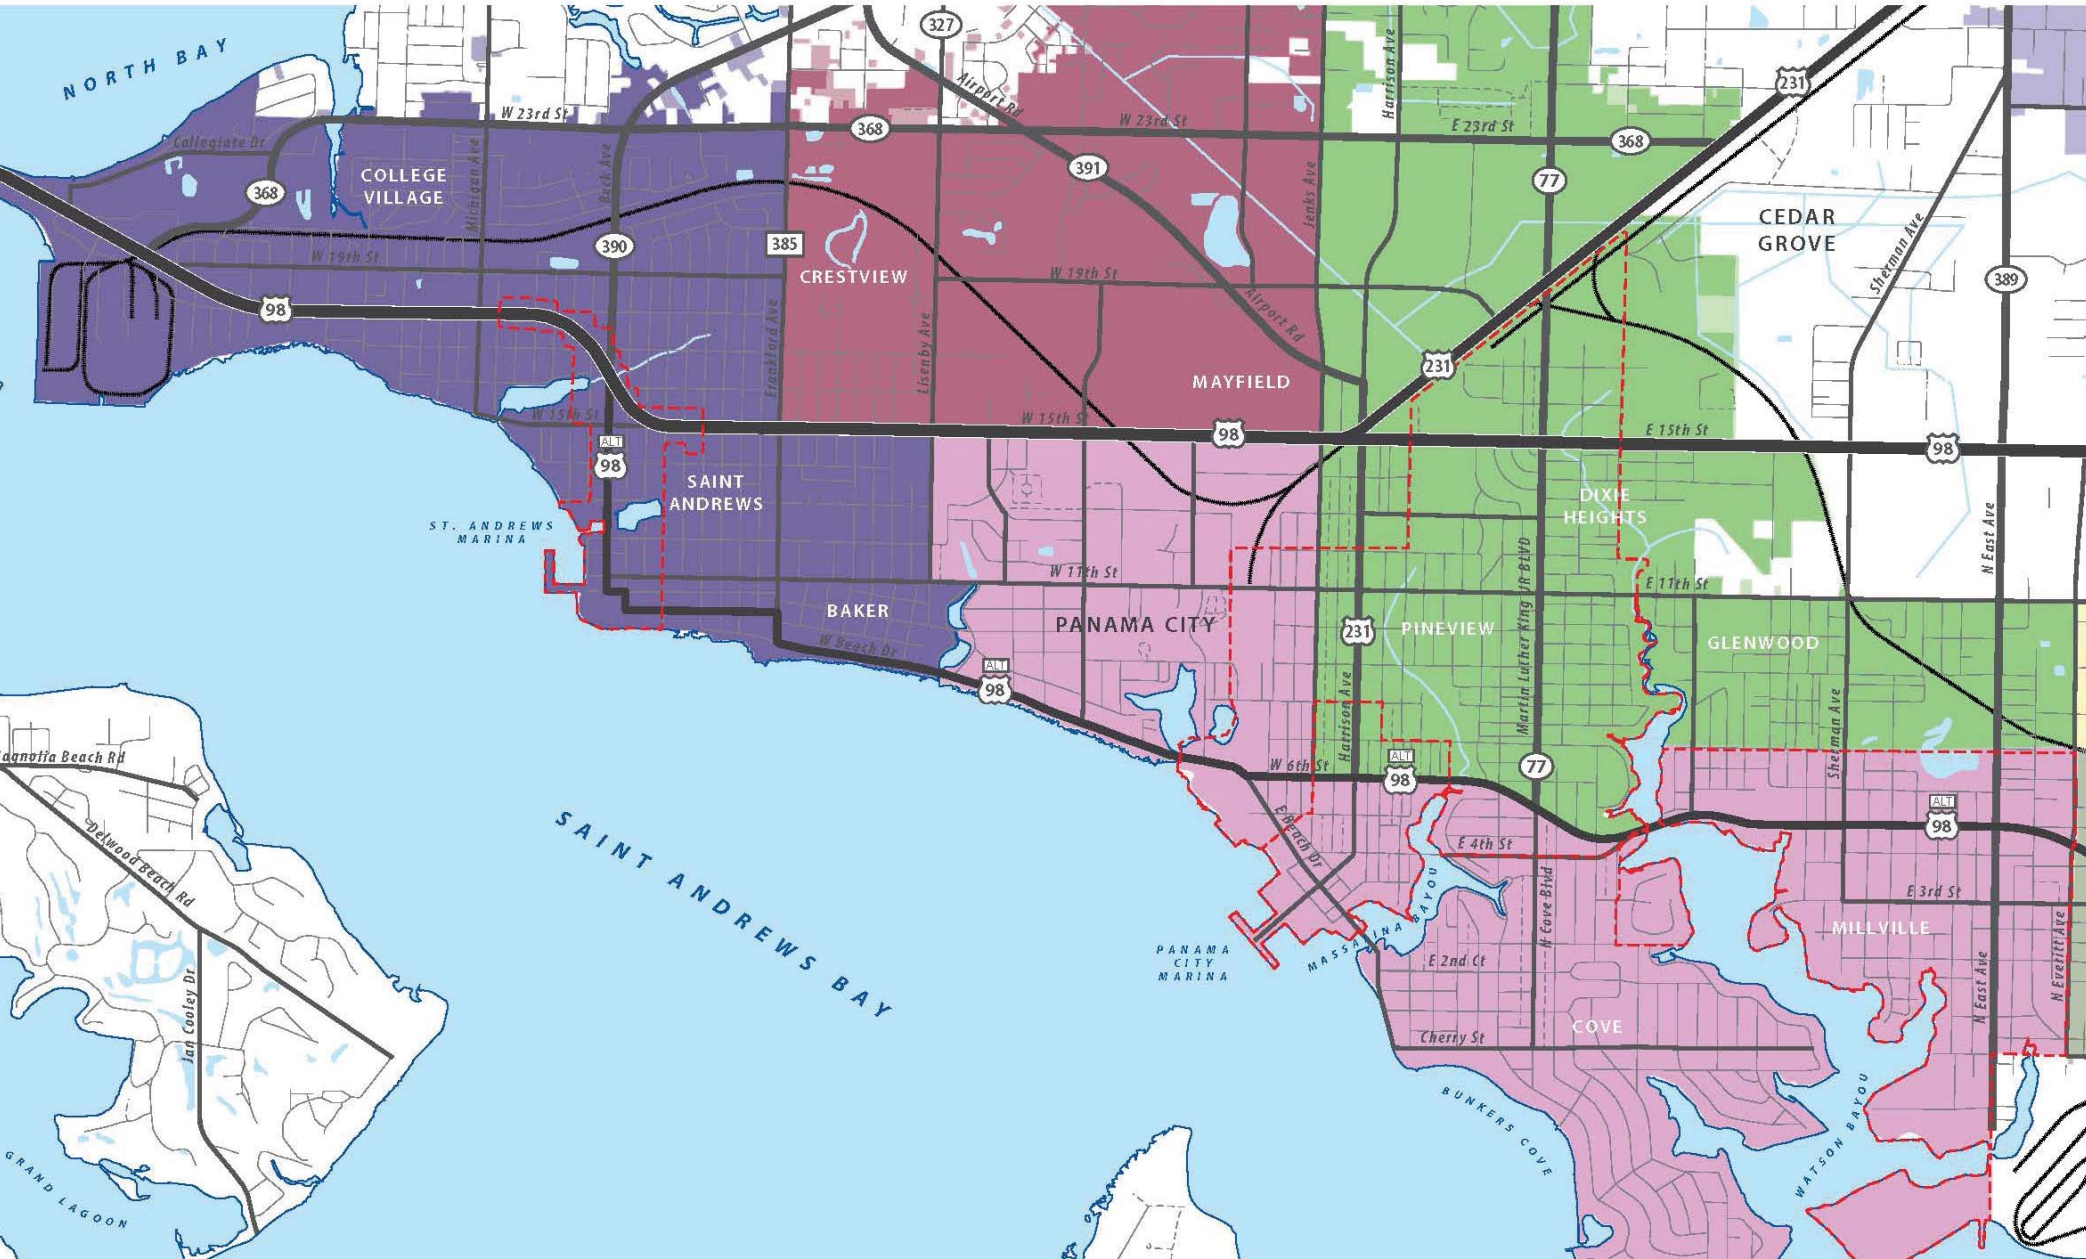 NORTH BAY
327
Airport Rd
Harrison Ave
231
W 23rd St
368
W 23rd St
E 23rd St
368
Collegiate Dr
COLLEGE
VILLAGE
368
Michigan Ave
Beck Ave
391
Jenks Ave
77
CEDAR
GROVE
Sherman Ave
390
385
W 19th St
CRESTVIEW
W 19th St
389
98
Frankford Ave
Lisenby Ave
Airport Rd
231
MAYFIELD
W 15th St
W 15th St
98
E 15th St
98
ALT
98
SAINT
ANDREWS
DIXIE
HEIGHTS
ST. ANDREWS
MARINA
N East Ave
W 11th St
E 11th St
BAKER
PANAMA CITY
231
PINEVIEW
Martin Luther King JR BLVD
GLENWOOD
W Beach Dr
ALT
98
Harrison Ave
Sherman Ave
agnolia Beach Rd
W 6th St
ALT
98
77
ALT
98
Delwood Beach Rd
SAINT ANDREWS BAY
E Beach Dr
E 4th St
E 3rd St
MILLVILLE
N Cove Blvd
MASSALINA BAYOU
PANAMA
CITY
MARINA
E 2nd Ct
N East Ave
N Everitt Ave
Jan Cooley Dr
COVE
Cherry St
BUNKERS COVE
WATSON BAYOU
GRAND LAGOON